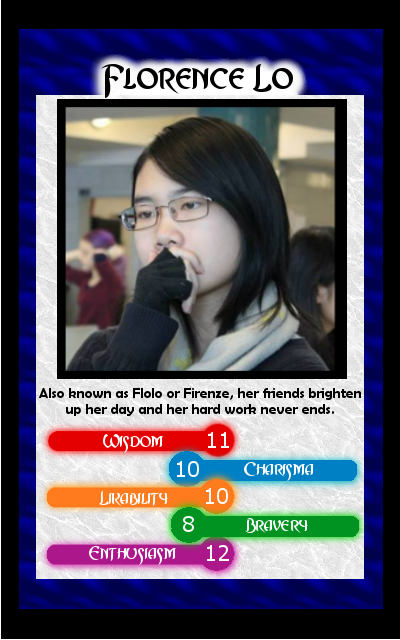 Florence Lo
Also known as Flolo or Firenze, her friends brighten
up her day and her hard work never ends.
Wisdom 11
10 Charisma
Likability 10
8 Bravery
Enthusiasm 12